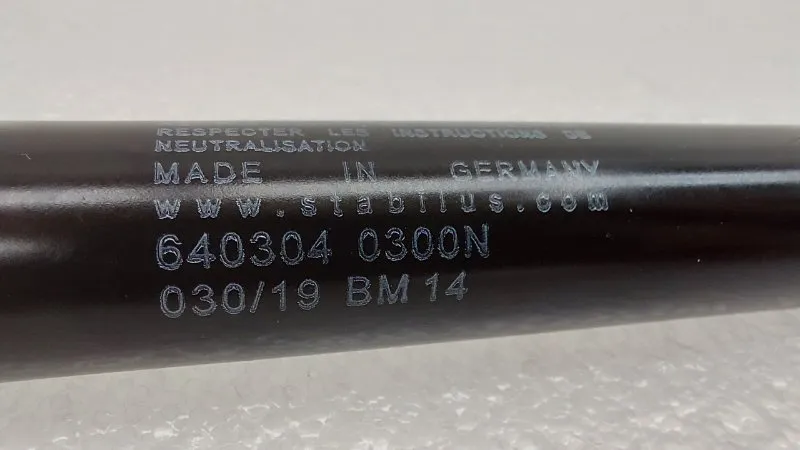 RESPECTER LES INSTRUCTIONS DE
NEUTRALISATION
MADE IN GERMANY
www.stabilus.com
640304 0300N
030/19 BM 14